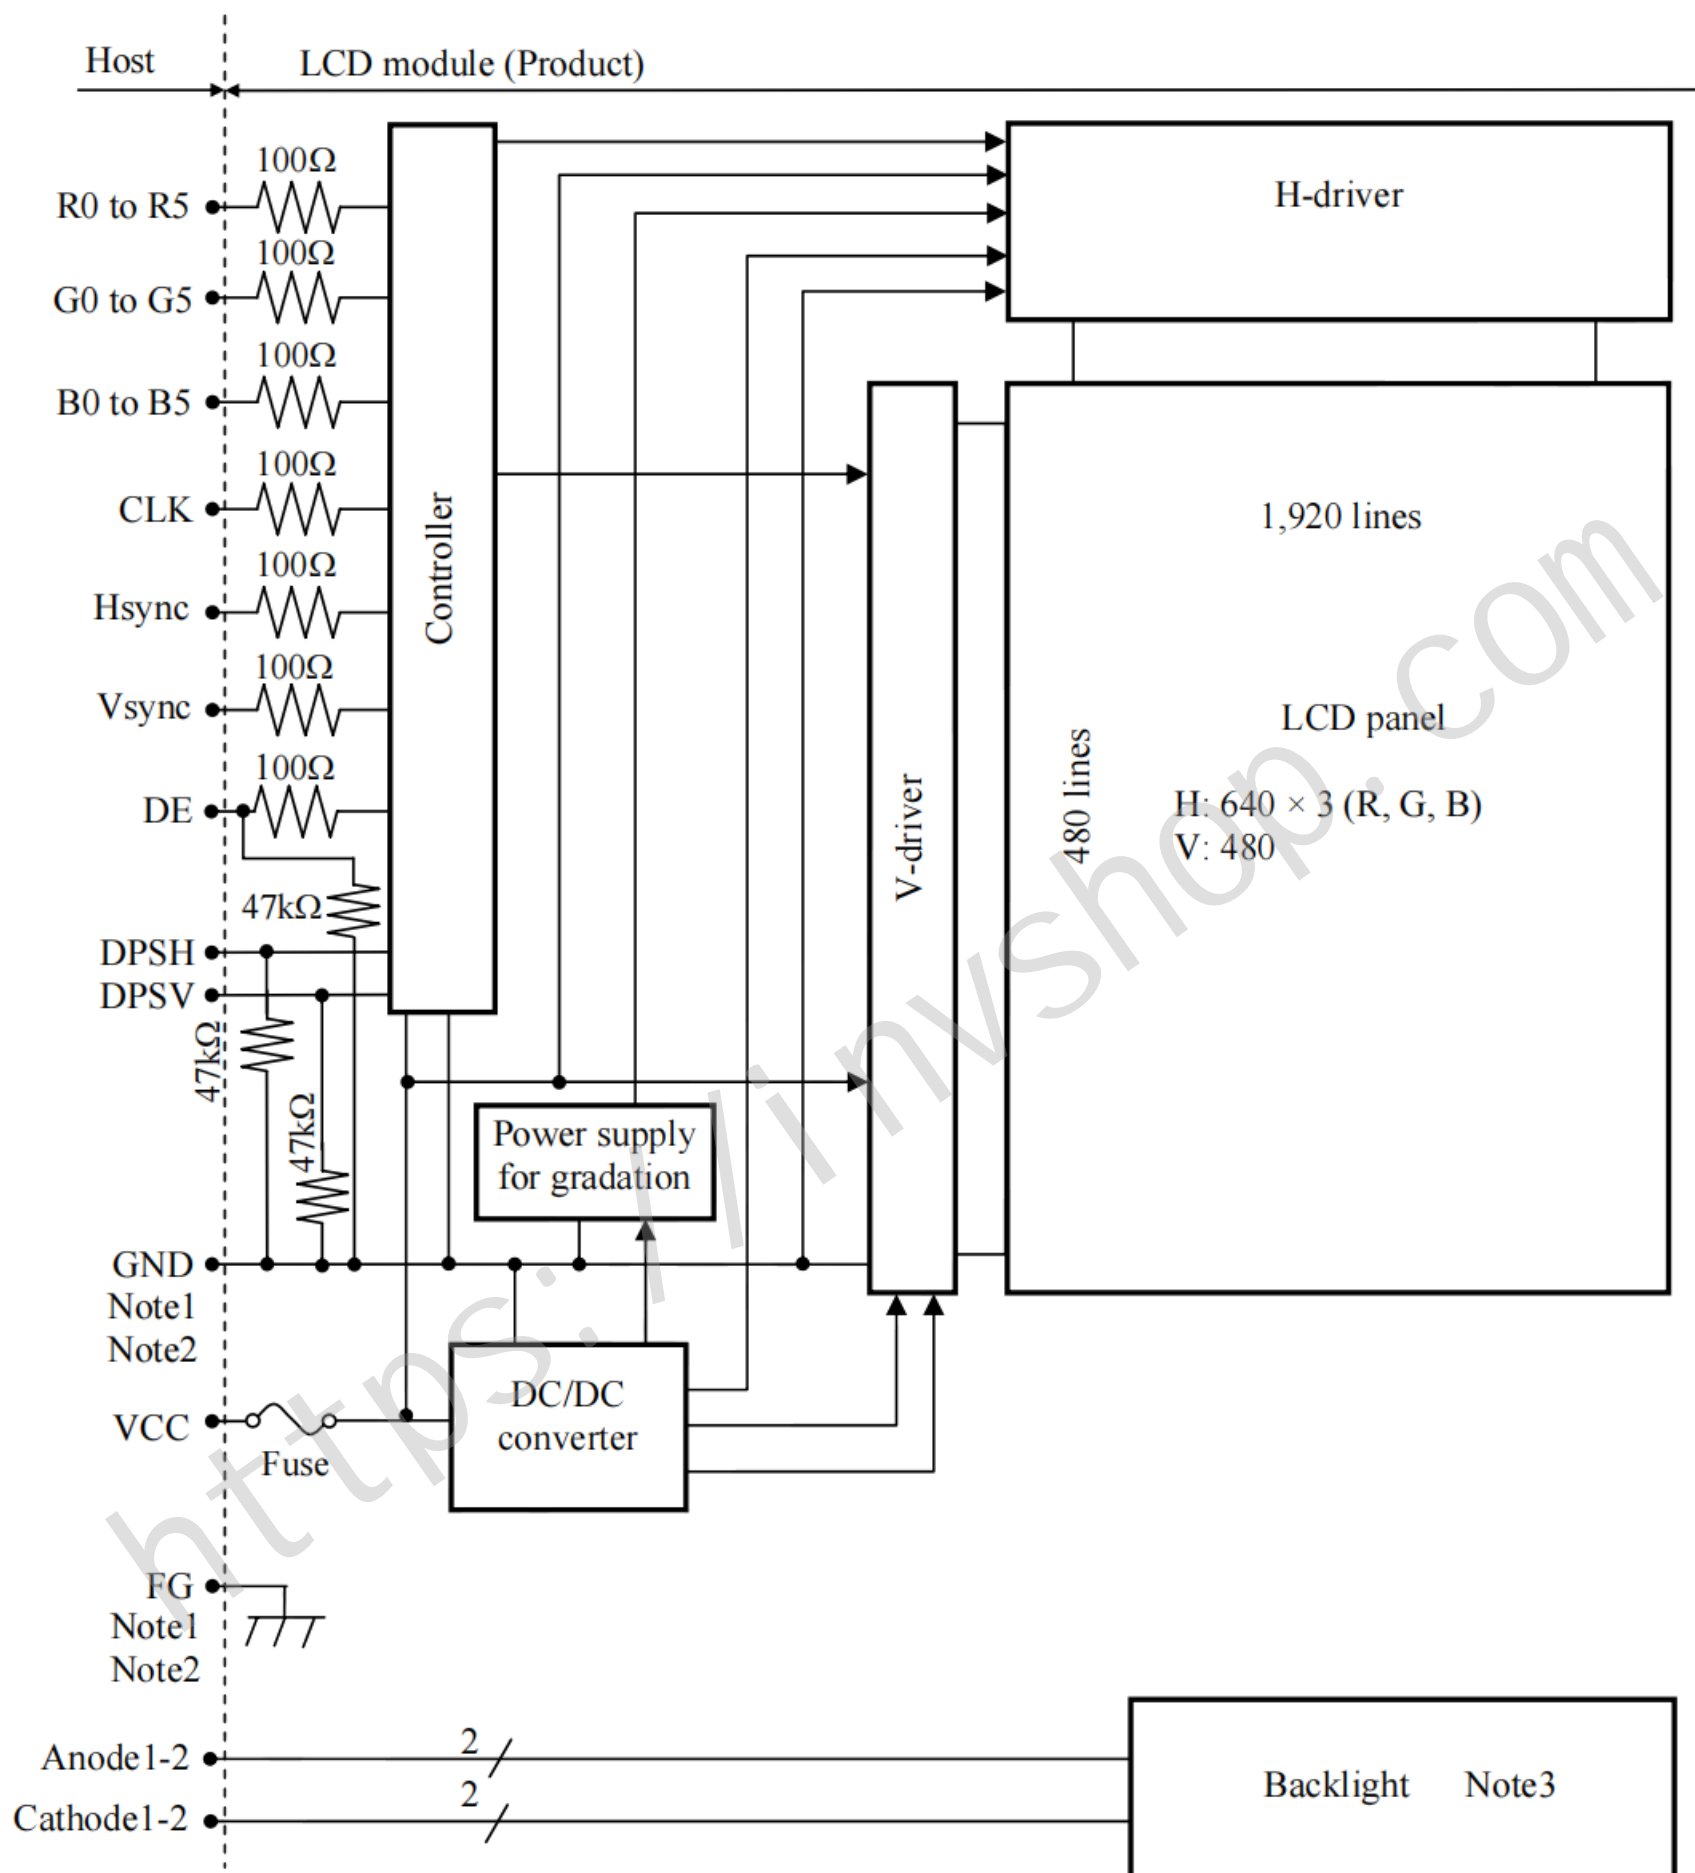 Host
LCD module (Product)
100Ω
R0 to R5
100Ω
G0 to G5
100Ω
B0 to B5
100Ω
CLK
100Ω
Hsync
100Ω
Vsync
100Ω
DE
47kΩ
DPSH
DPSV
47kΩ
47kΩ
GND
Note1
Note2
VCC
Fuse
FG
Note1
Note2
Anode1-2
2
Cathode1-2
2
Controller
H-driver
V-driver
1,920 lines
480 lines
LCD panel
H: 640 × 3 (R, G, B)
V: 480
Power supply
for gradation
DC/DC
converter
Backlight Note3
https://invshop.com